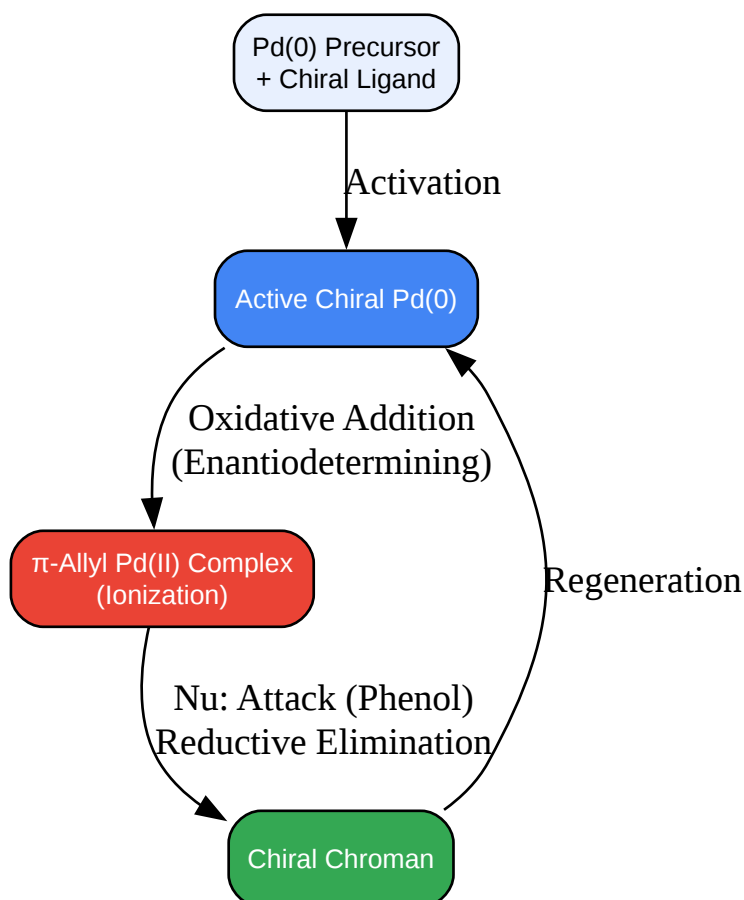 Pd(0) Precursor
+ Chiral Ligand
Activation
Active Chiral Pd(0)
Oxidative Addition
(Enantiodetermining)
π-Allyl Pd(II) Complex
(Ionization)
Regeneration
Nu: Attack (Phenol)
Reductive Elimination
Chiral Chroman